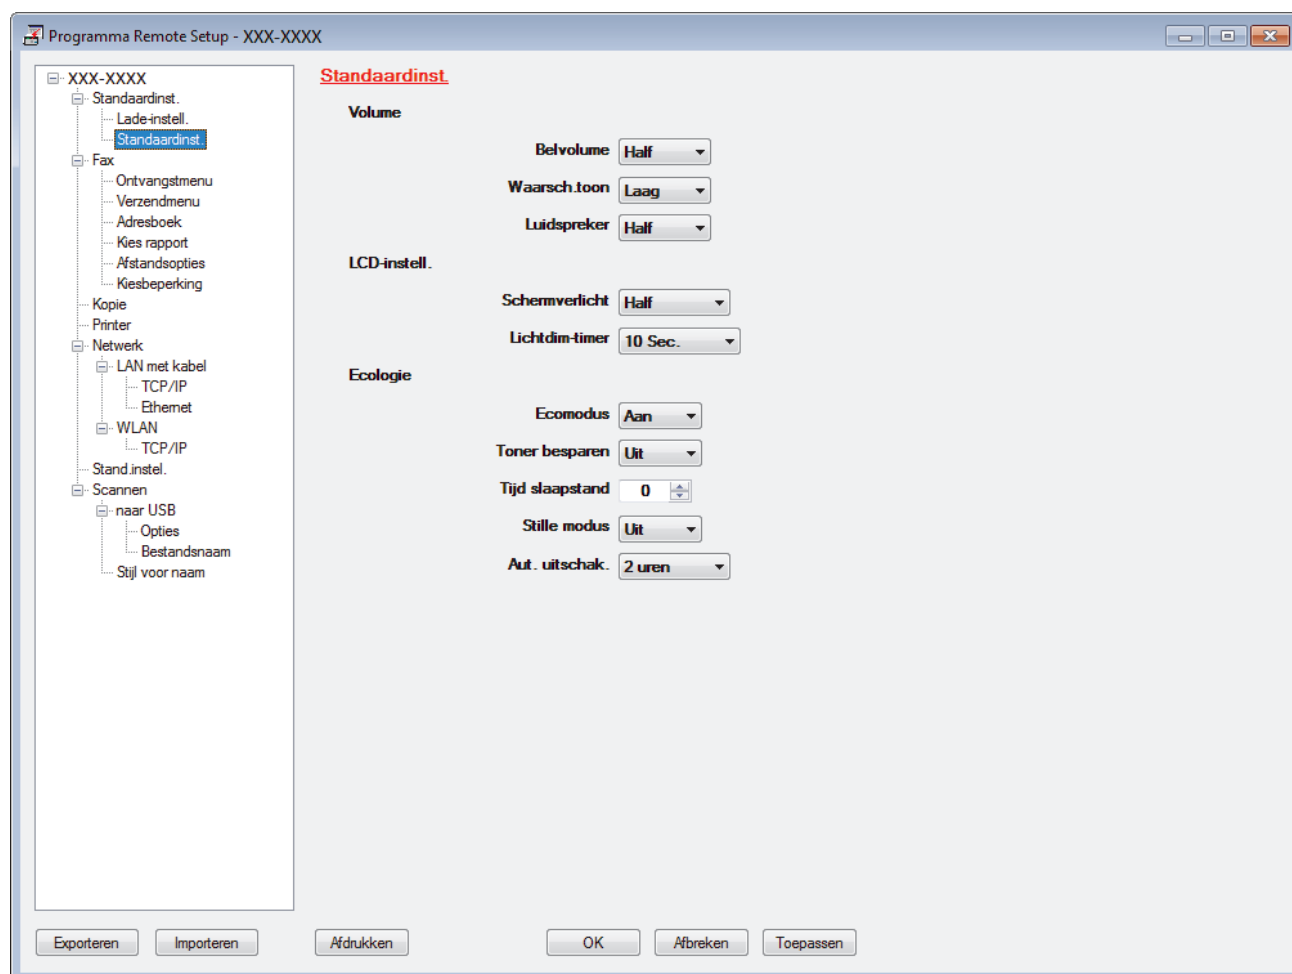 Programma Remote Setup - XXX-XXXX
XXX-XXXX
Standaardinst.
Lade-instell.
Standaardinst.
Fax
Ontvangstmenu
Verzendmenu
Adresboek
Kies rapport
Afstandsopties
Kiesbeperking
Kopie
Printer
Netwerk
LAN met kabel
TCP/IP
Ethernet
WLAN
TCP/IP
Stand.instel.
Scannen
naar USB
Opties
Bestandsnaam
Stijl voor naam
Standaardinst.
Volume
Belvolume Half
Waarsch.toon Laag
Luidspreker Half
LCD-instell.
Schermverlicht Half
Lichtdim-timer 10 Sec.
Ecologie
Ecomodus Aan
Toner besparen Uit
Tijd slaapstand 0
Stille modus Uit
Aut. uitschak. 2 uren
Exporteren Importeren Afdrukken OK Afbreken Toepassen